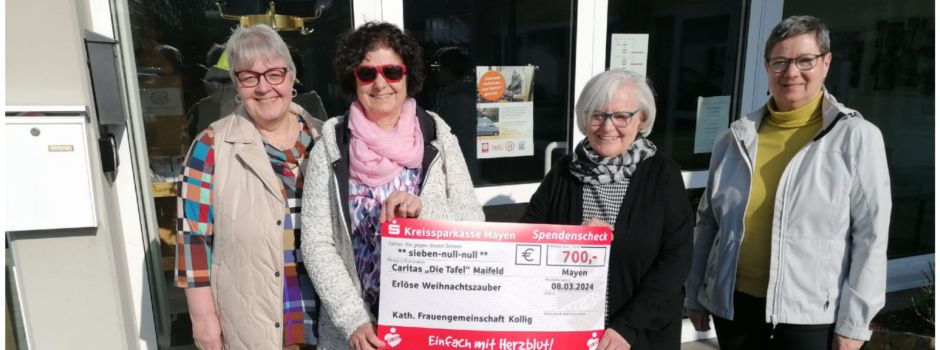 TAFEL
Kreissparkasse Mayen Spendenscheck
** sieben-null-null ** € 700,-
Caritas „Die Tafel" Maifeld Mayen
Erlöse Weihnachtszauber 08.03.2024
Kath. Frauengemeinschaft Kollig
Einfach mit Herzblut!